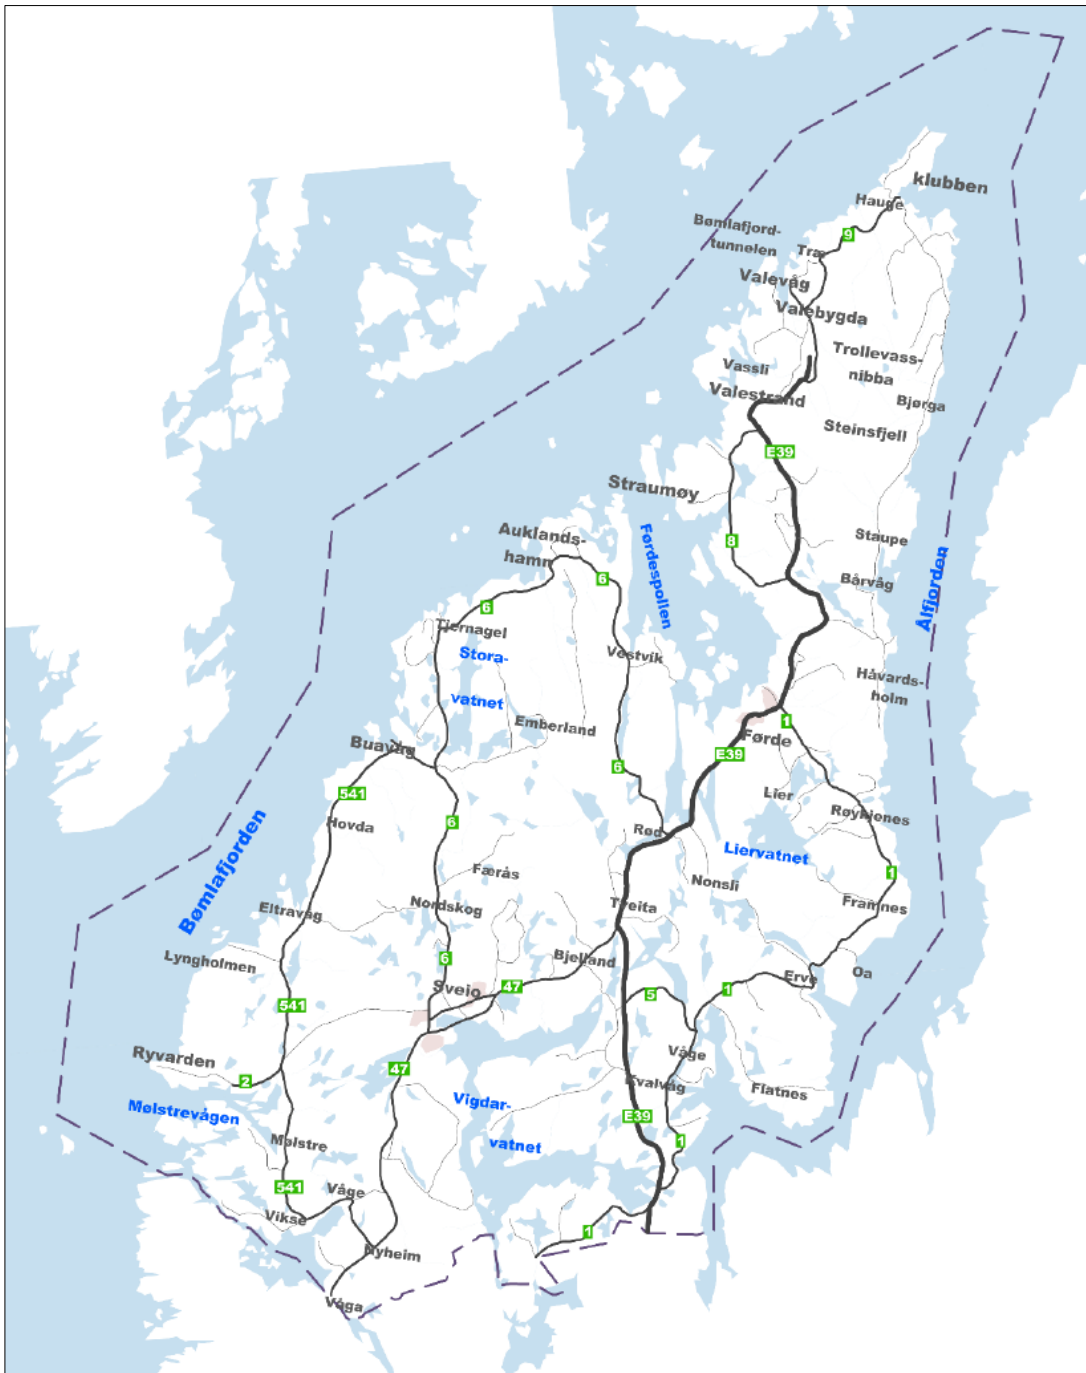 klubben
Hauge
Bømlafjord-
tunnelen
9
Træ
Valevåg
Valebygda
Trollevass-
nibba
Vassli
Valestrand
Bjørga
Steinsfjell
E39
Straumøy
Auklands-
hamn
Førdespollen
8
Staupe
Bårvåg
Ålfjorden
6
6
Tjernagel
Stora-
vatnet
Vestvik
Håvards-
holm
Emberland
1
Førde
Buavåg
E39
6
541
Lier
Røykjenes
Hovda
6
Rød
Bømlafjorden
Liervatnet
Færås
Nonsli
1
Eltravåg
Nordskog
Tveita
Framnes
Lyngholmen
6
Bjelland
Oa
Erve
Sveio
47
5
1
541
Ryvarden
2
47
Våge
Kvalvåg
Flatnes
Mølstrevågen
Vigdar-
vatnet
E39
Mølstre
1
541
Våge
Vikse
Nyheim
1
Våga